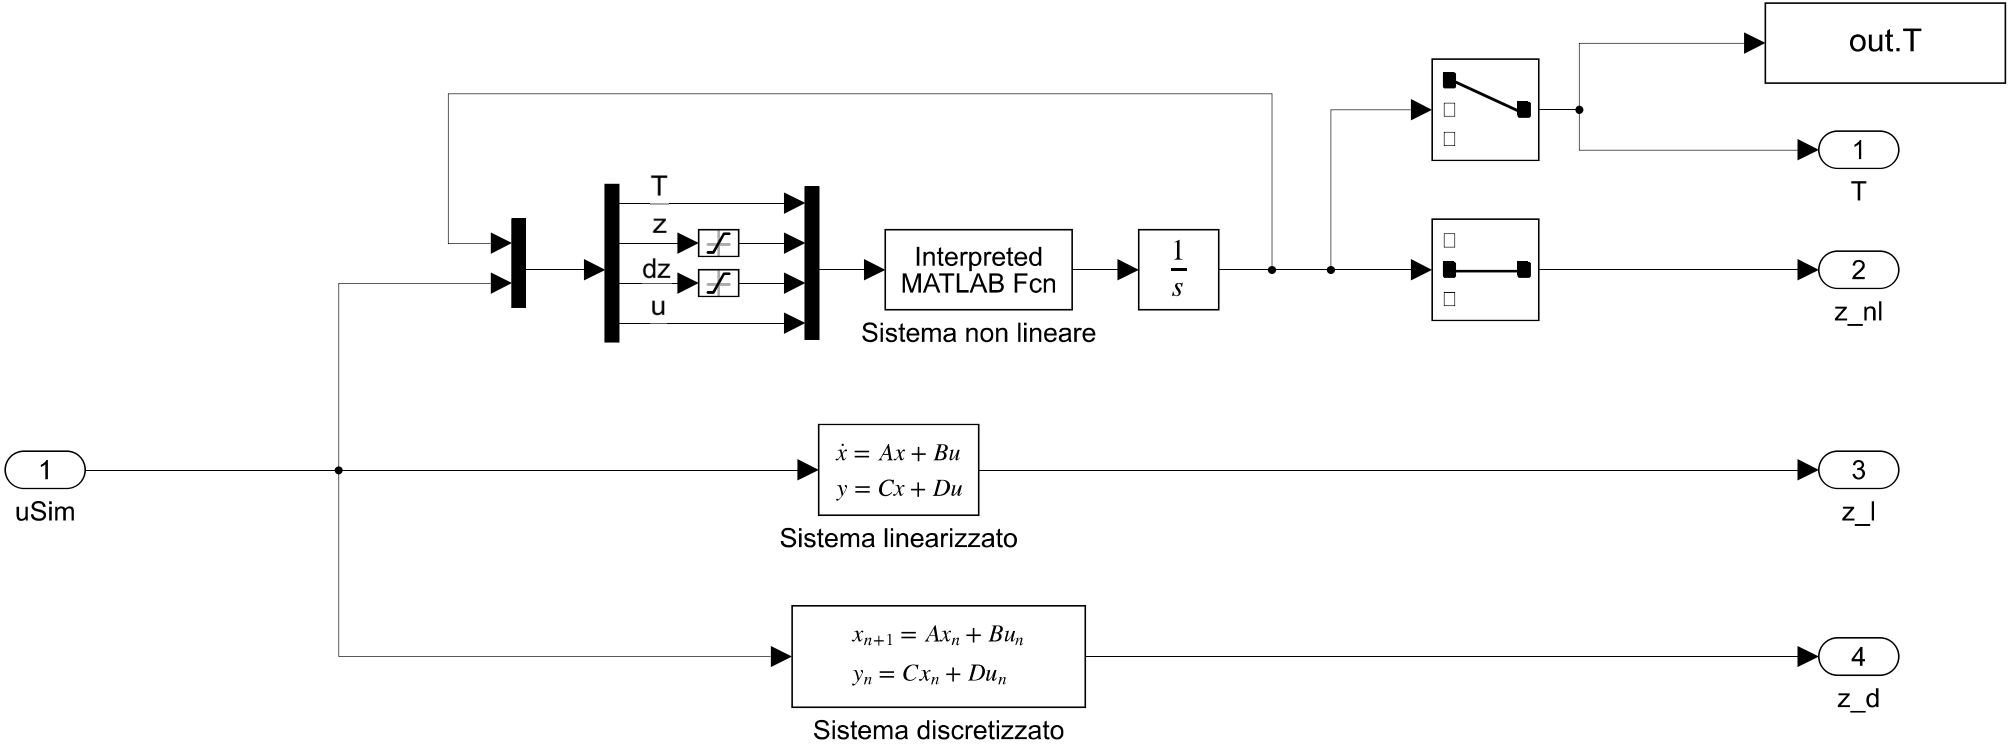 out.T
1
T
T
z
dz
u
Interpreted
MATLAB Fcn
Sistema non lineare
1
s
2
z_nl
1
uSim
ẋ = Ax + Bu
y = Cx + Du
Sistema linearizzato
3
z_l
xₙ₊₁ = Axₙ + Buₙ
yₙ = Cxₙ + Duₙ
Sistema discretizzato
4
z_d